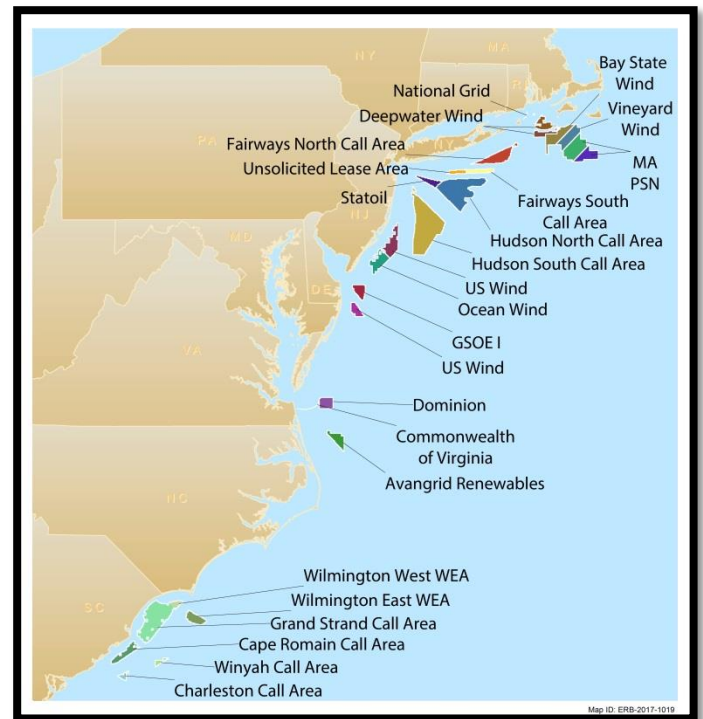 NY
MA
Bay State
Wind
National Grid
RI
Deepwater Wind
Vineyard
Wind
Fairways North Call Area
PA
MA
PSN
Unsolicited Lease Area
Statoil
Fairways South
Call Area
NJ
Hudson North Call Area
MD
Hudson South Call Area
US Wind
DE
Ocean Wind
GSOE I
VA
US Wind
Dominion
Commonwealth
of Virginia
Avangrid Renewables
NC
Wilmington West WEA
Wilmington East WEA
SC
Grand Strand Call Area
Cape Romain Call Area
Winyah Call Area
Charleston Call Area
Map ID: ERB-2017-1019